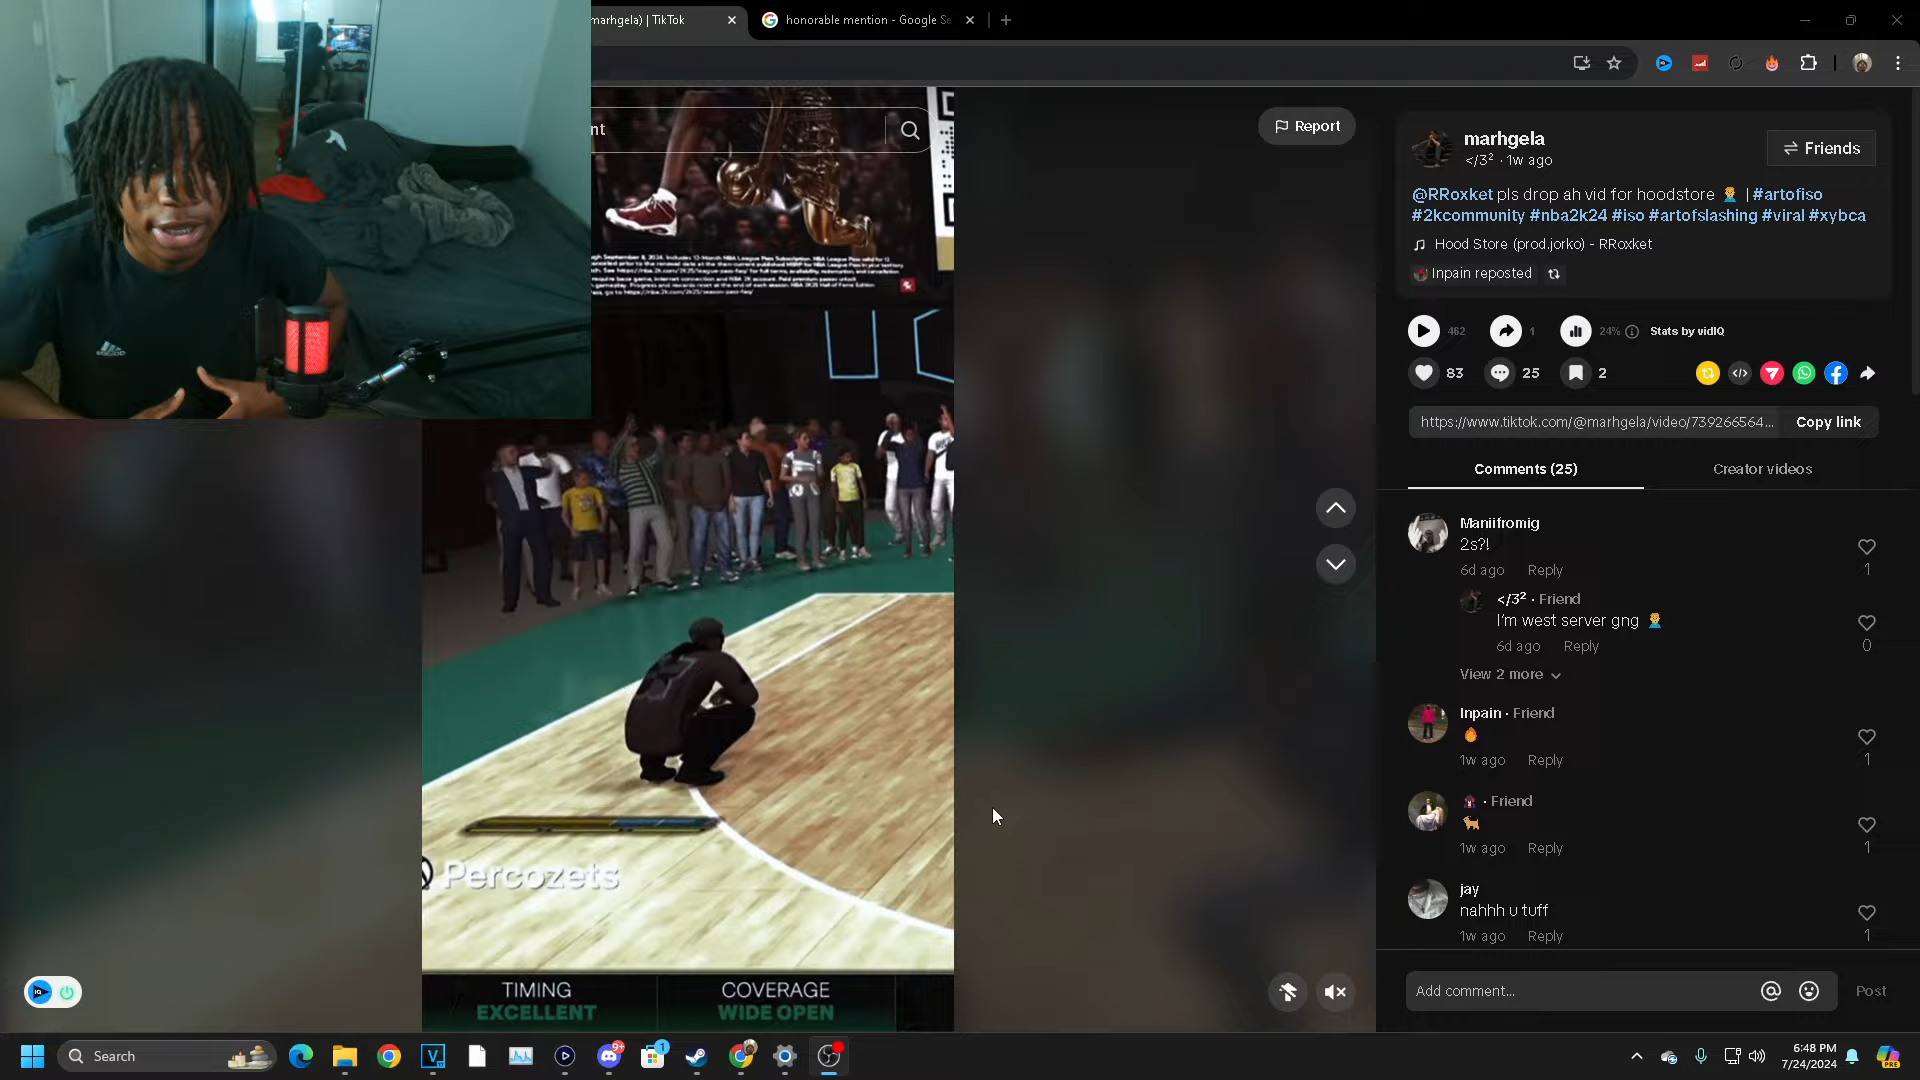 marhgela) | TikTok
honorable mention - Google Se
nt
Report
marhgela
</3² · 1w ago
Friends
@RRoxket pls drop ah vid for hoodstore 🤦‍♂️ | #artofiso
#2kcommunity #nba2k24 #iso #artofslashing #viral #xybca
Hood Store (prod.jorko) - RRoxket
Inpain reposted
462
1
24%
Stats by vidIQ
83
25
2
https://www.tiktok.com/@marhgela/video/739266564...
Copy link
Comments (25)
Creator videos
Maniifromig
2s?!
6d ago Reply
1
</3² · Friend
I'm west server gng 🤦‍♂️
6d ago Reply
0
View 2 more
Inpain · Friend
🔥
1w ago Reply
1
· Friend
🐐
1w ago Reply
1
jay
nahhh u tuff
1w ago Reply
1
Add comment...
Post
Percozets
TIMING
EXCELLENT
COVERAGE
WIDE OPEN
Search
9+
1
6:48 PM
7/24/2024
PRE